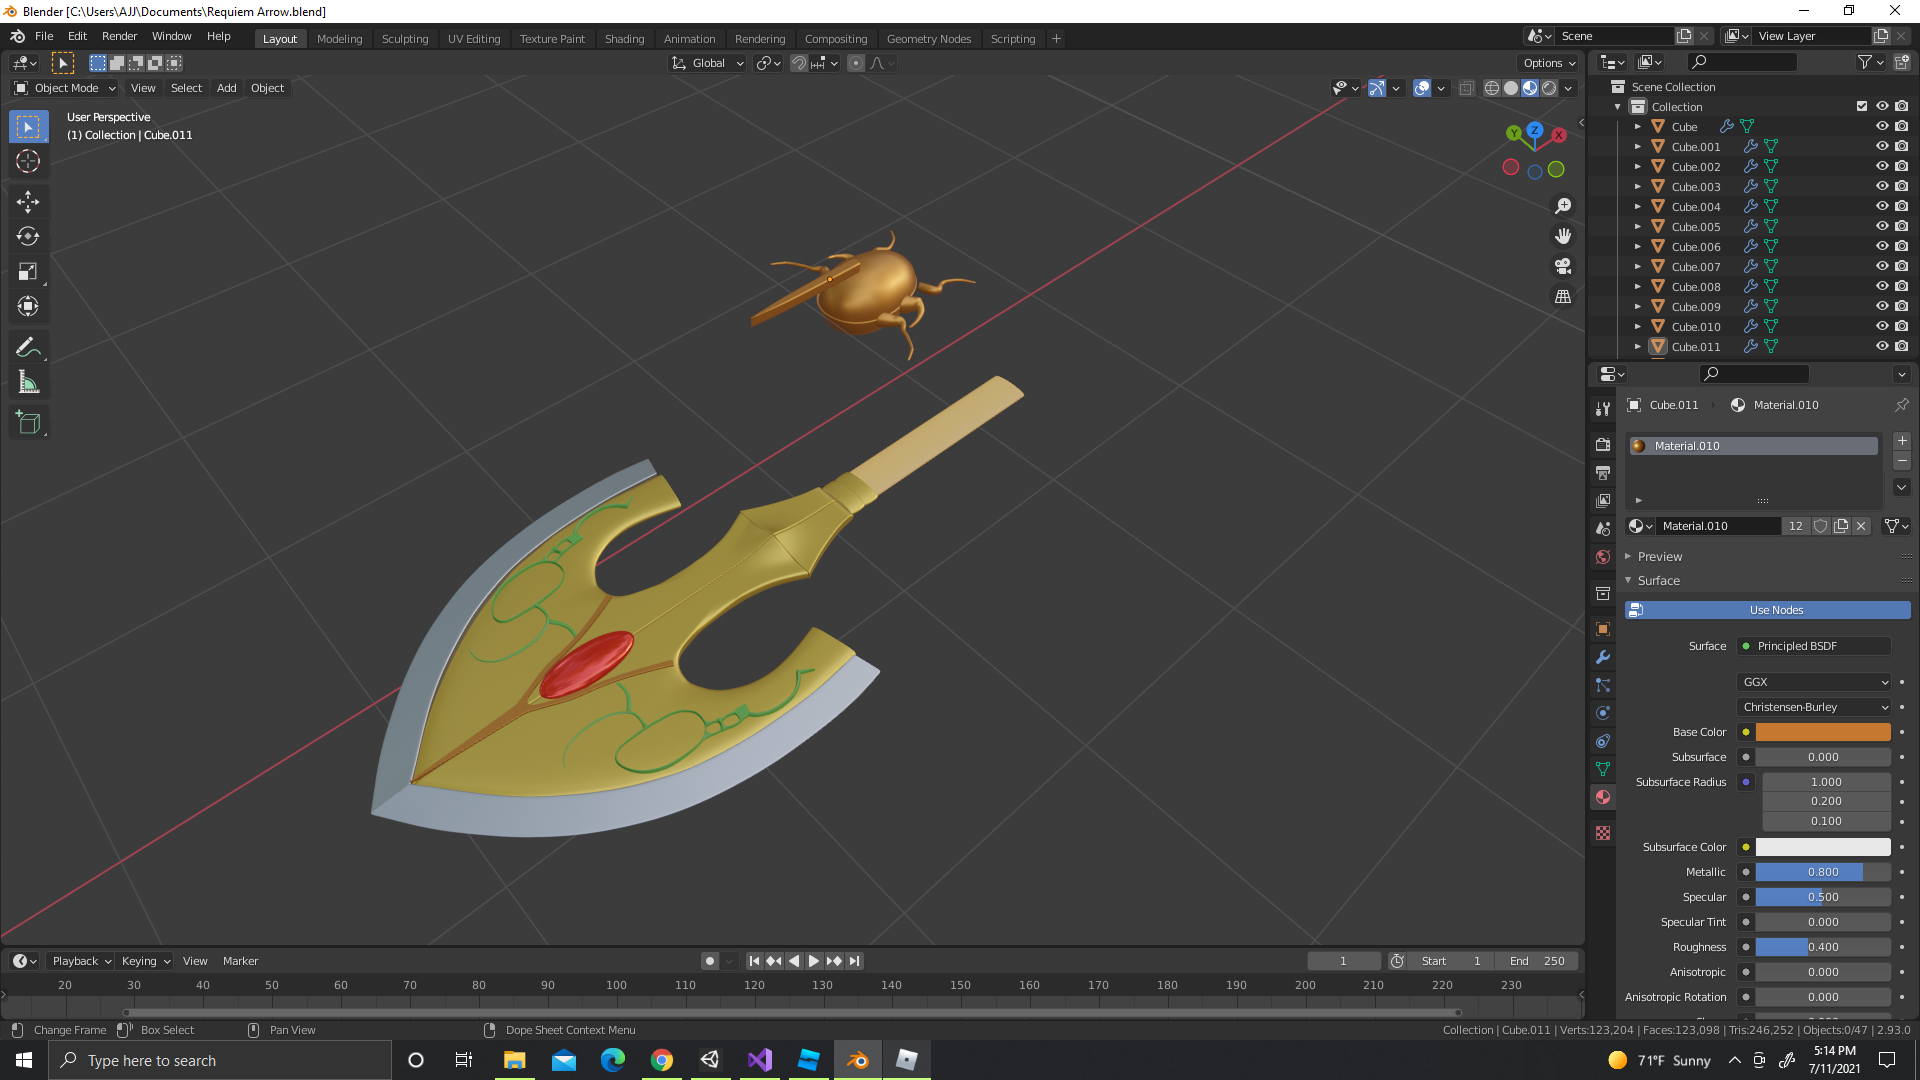 Blender [C:\Users\AJJ\Documents\Requiem Arrow.blend]
File Edit Render Window Help Layout Modeling Sculpting UV Editing Texture Paint Shading Animation Rendering Compositing Geometry Nodes Scripting Scene View Layer
Global Options
Object Mode View Select Add Object
User Perspective
(1) Collection | Cube.011
Y Z X
Scene Collection
Collection
Cube
Cube.001
Cube.002
Cube.003
Cube.004
Cube.005
Cube.006
Cube.007
Cube.008
Cube.009
Cube.010
Cube.011
Cube.011 Material.010
Material.010
Material.010 12
Preview
Surface
Use Nodes
Surface Principled BSDF
GGX
Christensen-Burley
Base Color
Subsurface 0.000
Subsurface Radius 1.000
0.200
0.100
Subsurface Color
Metallic 0.800
Specular 0.500
Specular Tint 0.000
Roughness 0.400
Anisotropic 0.000
Anisotropic Rotation 0.000
Playback Keying View Marker 1 Start 1 End 250
20 30 40 50 60 70 80 90 100 110 120 130 140 150 160 170 180 190 200 210 220 230
Change Frame Box Select Pan View Dope Sheet Context Menu Collection | Cube.011 | Verts:123,204 | Faces:123,098 | Tris:246,252 | Objects:0/47 | 2.93.0
Type here to search
71°F Sunny
5:14 PM
7/11/2021